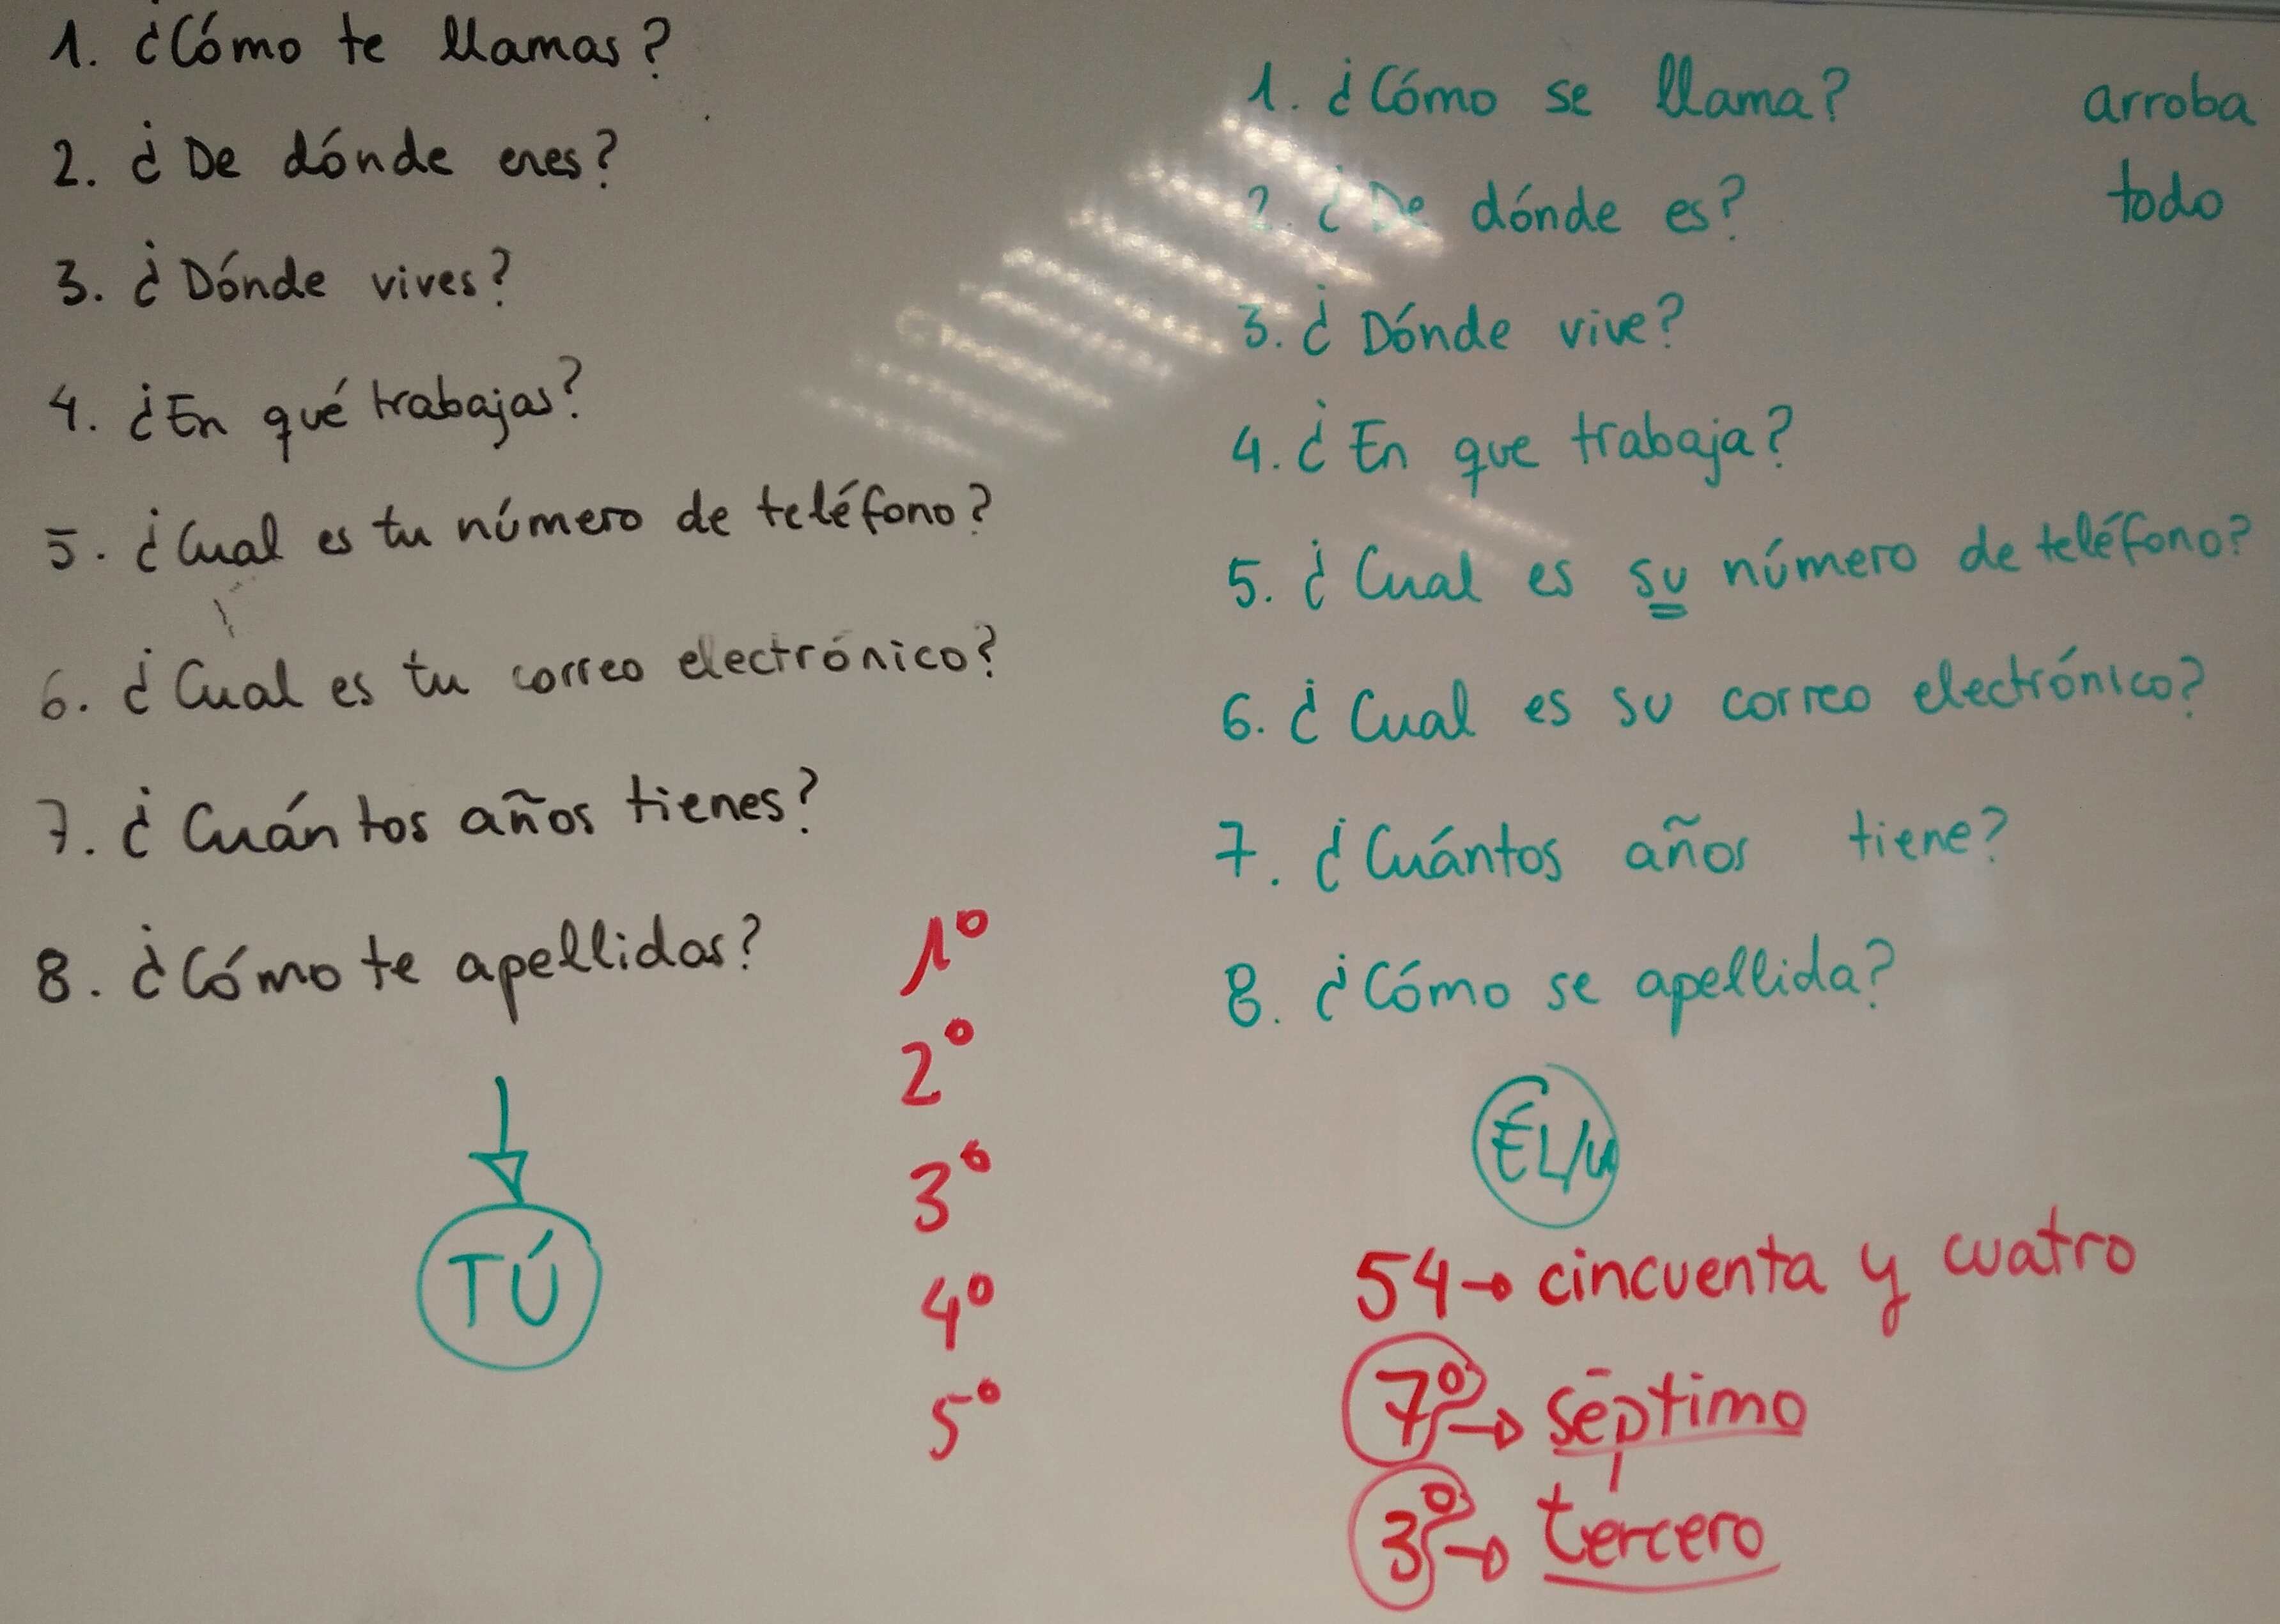 1. ¿Cómo te llamas?
2. ¿De dónde eres?
3. ¿Dónde vives?
4. ¿En qué trabajas?
5. ¿Cual es tu número de teléfono?
6. ¿Cual es tu correo electrónico?
7. ¿Cuántos años tienes?
8. ¿Cómo te apellidas?
TÚ
1º
2º
3º
4º
5º
1. ¿Cómo se llama?
2. ¿De dónde es?
3. ¿Dónde vive?
4. ¿En que trabaja?
5. ¿Cual es su número de teléfono?
6. ¿Cual es su correo electrónico?
7. ¿Cuántos años tiene?
8. ¿Cómo se apellida?
arroba
todo
ÉL/u
54→ cincuenta y cuatro
7º→ séptimo
3º→ tercero